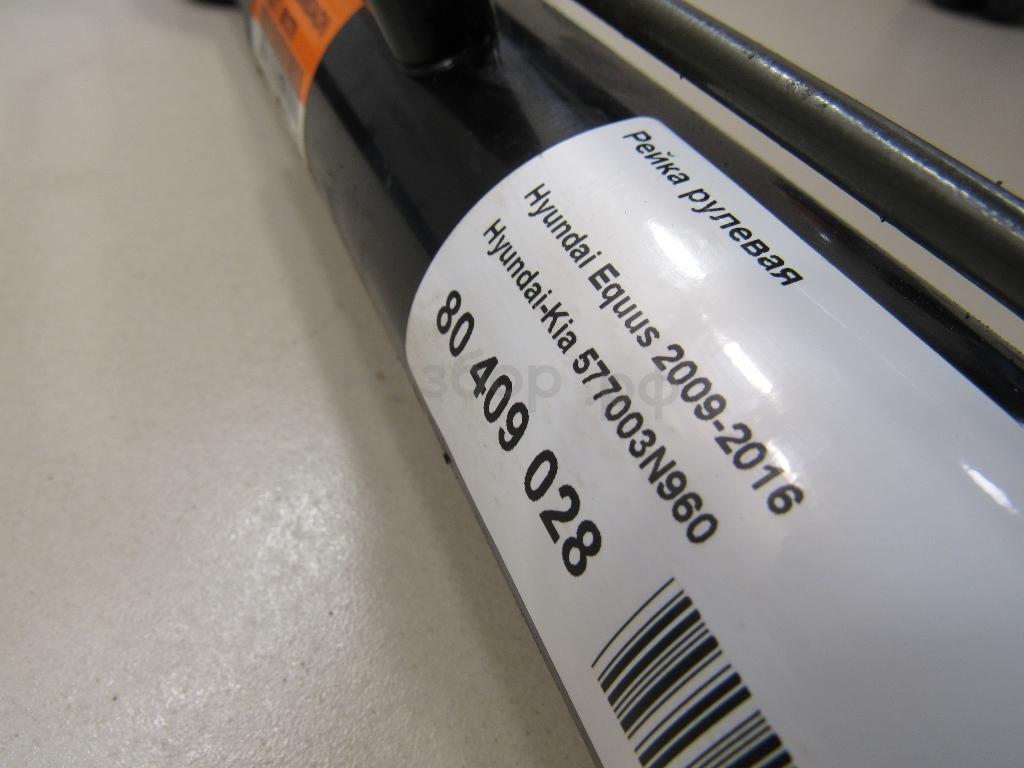 Рейка рулевая
Hyundai Equus 2009-2016
Hyundai-Kia 577003N960
80 409 028